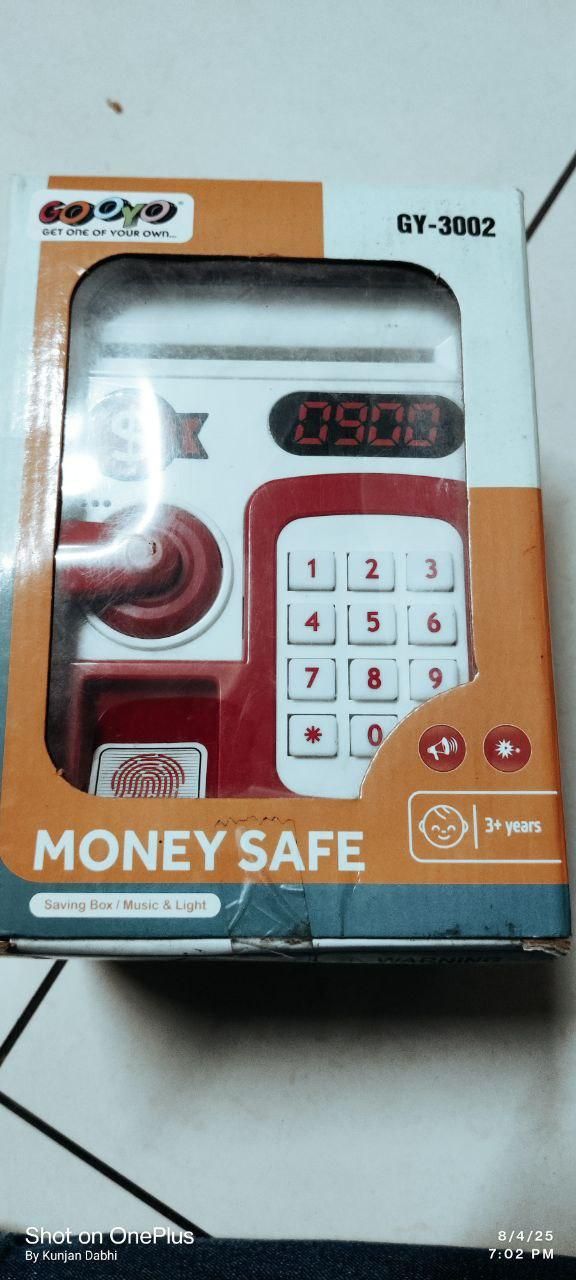 GOOYO®
GET ONE OF YOUR OWN...
GY-3002
$
0900
1 2 3
4 5 6
7 8 9
* 0
3+ years
MONEY SAFE
Saving Box / Music & Light
WARNING
Shot on OnePlus
By Kunjan Dabhi
8/4/25
7:02 PM